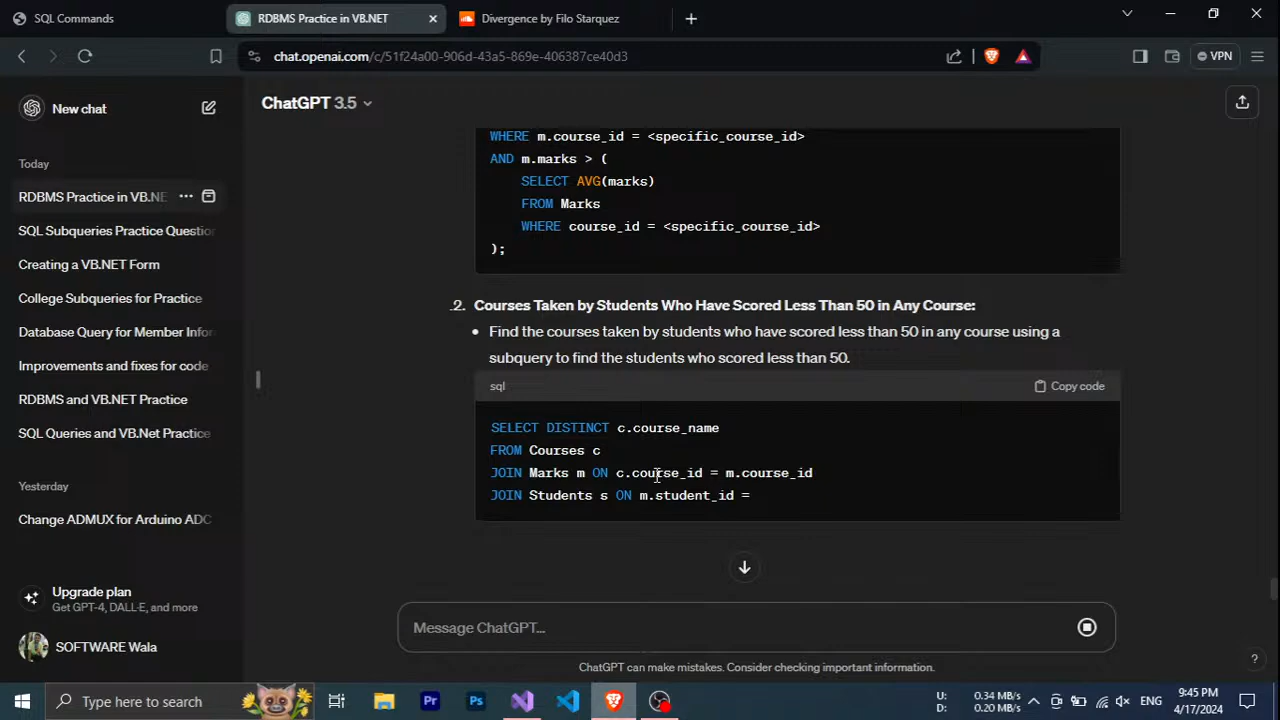 SQL Commands
RDBMS Practice in VB.NET
Divergence by Filo Starquez
chat.openai.com/c/51f24a00-906d-43a5-869e-406387ce40d3
VPN
New chat
Today
RDBMS Practice in VB.NE
SQL Subqueries Practice Question
Creating a VB.NET Form
College Subqueries for Practice
Database Query for Member Infor
Improvements and fixes for code
RDBMS and VB.NET Practice
SQL Queries and VB.Net Practice
Yesterday
Change ADMUX for Arduino ADC
Upgrade plan
Get GPT-4, DALL·E, and more
SOFTWARE Wala
ChatGPT 3.5
WHERE m.course_id = <specific_course_id>
AND m.marks > (
SELECT AVG(marks)
FROM Marks
WHERE course_id = <specific_course_id>
);
2. Courses Taken by Students Who Have Scored Less Than 50 in Any Course:
• Find the courses taken by students who have scored less than 50 in any course using a
subquery to find the students who scored less than 50.
sql
Copy code
SELECT DISTINCT c.course_name
FROM Courses c
JOIN Marks m ON c.course_id = m.course_id
JOIN Students s ON m.student_id =
Message ChatGPT...
ChatGPT can make mistakes. Consider checking important information.
?
Type here to search
Pr
Ps
U: 0.34 MB/s
D: 0.20 MB/s
ENG
9:45 PM
4/17/2024